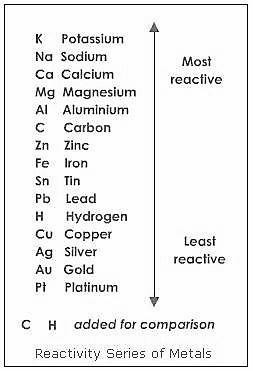 K Potassium
Na Sodium
Ca Calcium
Mg Magnesium
Al Aluminium
C Carbon
Zn Zinc
Fe Iron
Sn Tin
Pb Lead
H Hydrogen
Cu Copper
Ag Silver
Au Gold
Pt Platinum
Most
reactive
Least
reactive
C H added for comparison
Reactivity Series of Metals